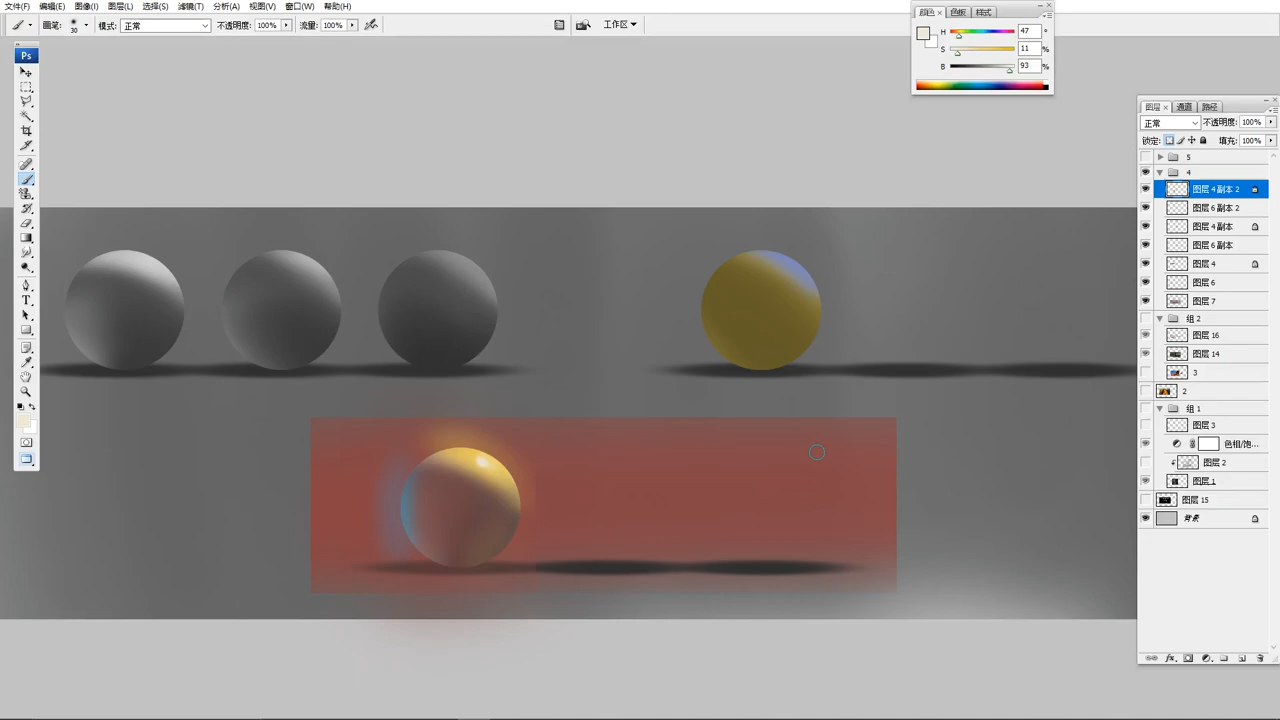 文件(F) 编辑(E) 图像(I) 图层(L) 选择(S) 滤镜(T) 分析(A) 视图(V) 窗口(W) 帮助(H)
画笔: 30 模式: 正常 不透明度: 100% 流量: 100% 工作区
颜色 色板 样式
H 47 °
S 11 %
B 93 %
Ps
图层 通道 路径
正常 不透明度: 100%
锁定: 填充: 100%
5
4
图层 4 副本 2
图层 6 副本 2
图层 4 副本
图层 6 副本
图层 4
图层 6
图层 7
组 2
图层 16
图层 14
3
2
组 1
图层 3
色相/饱...
图层 2
图层 1
图层 15
背景